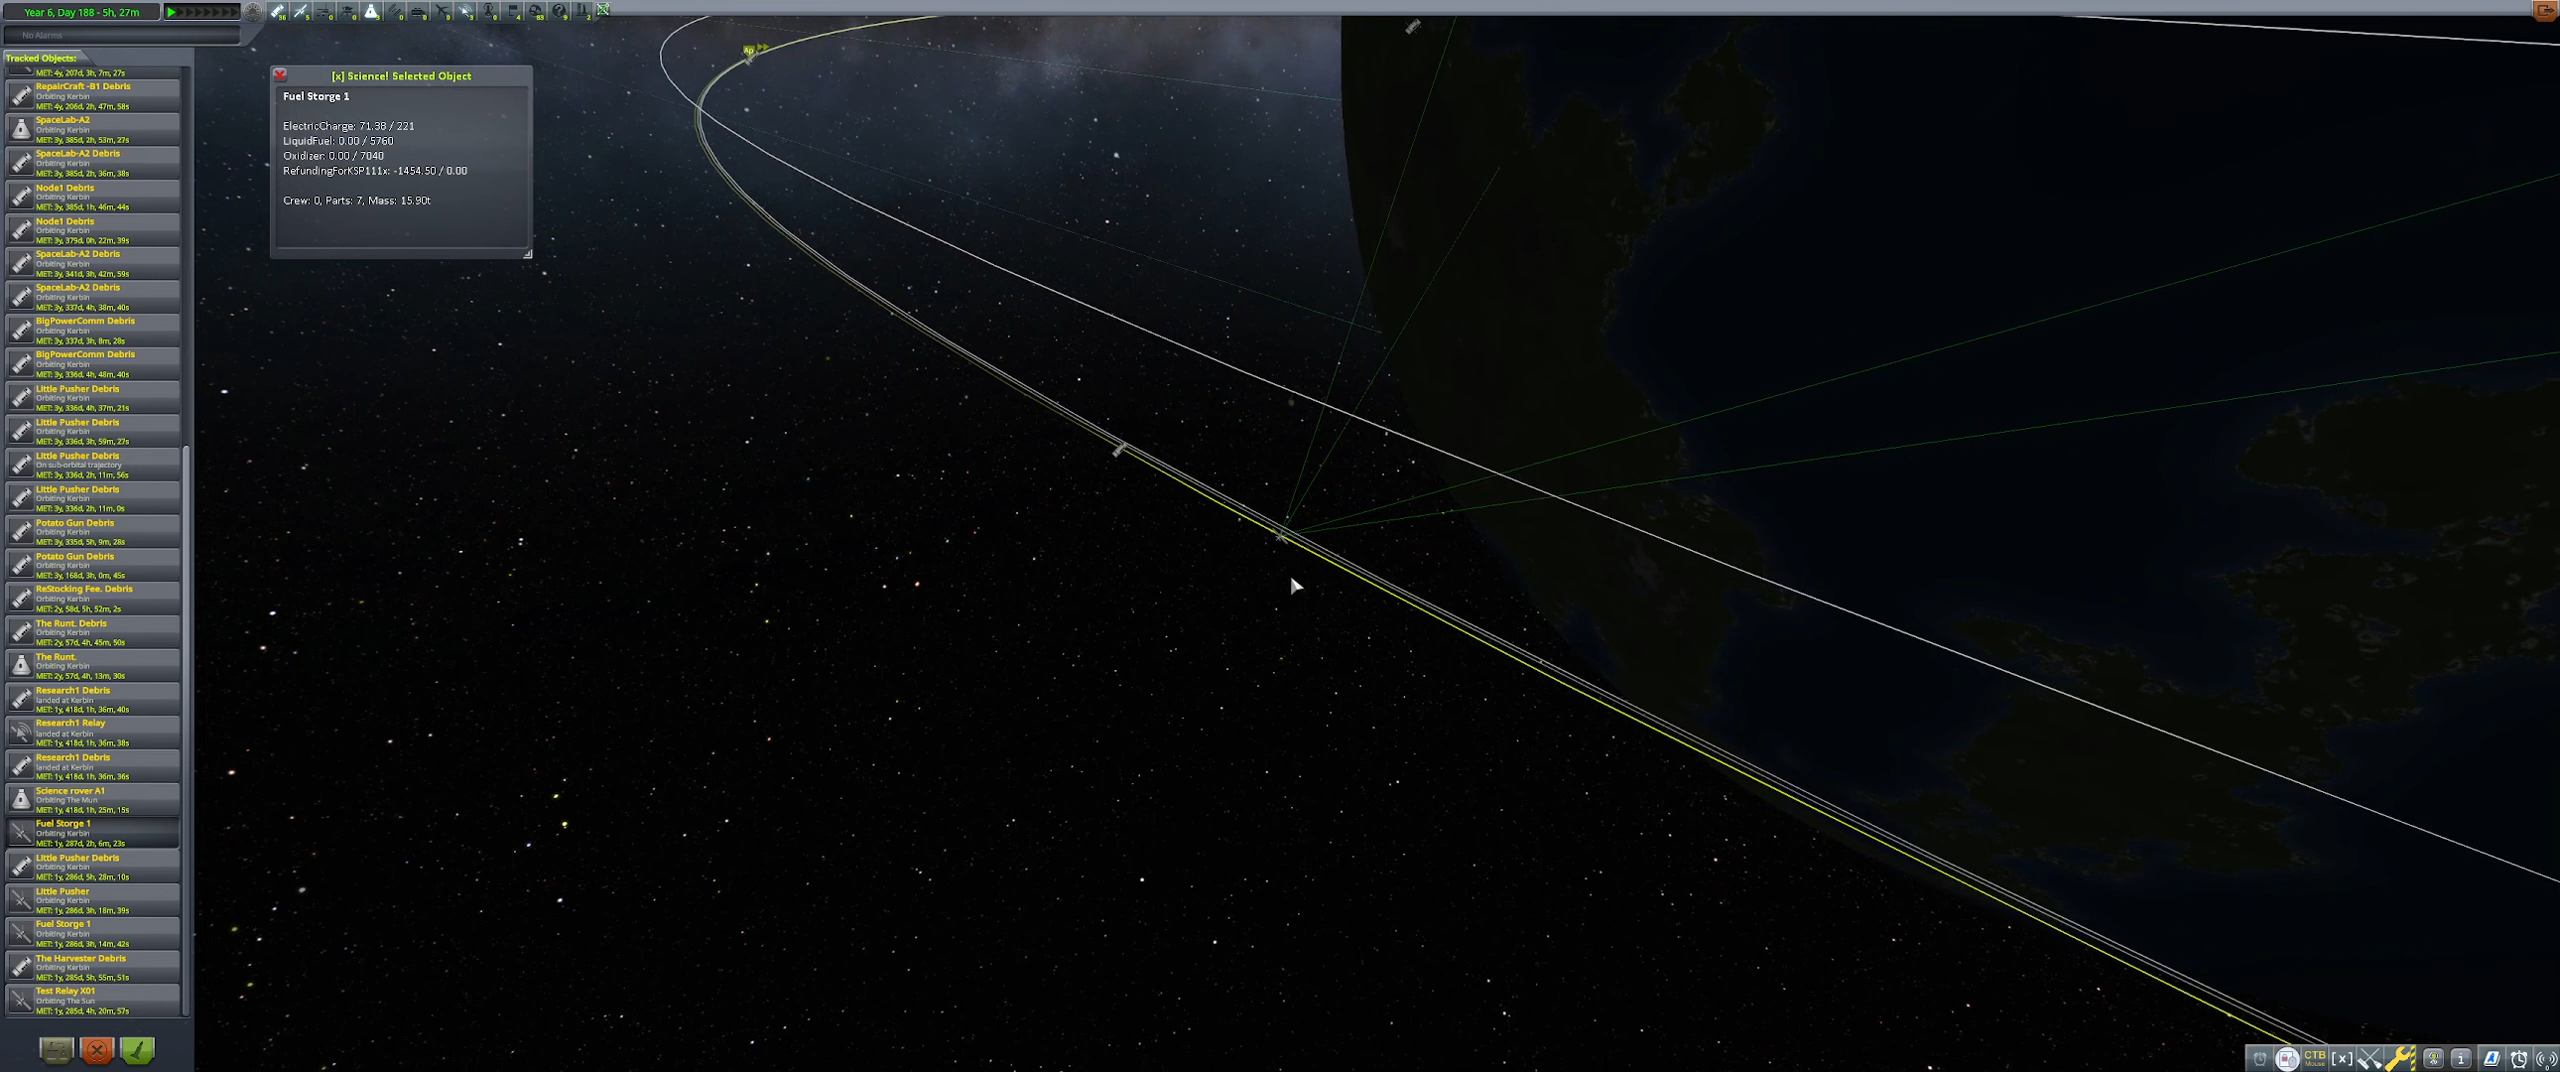 Year 6, Day 188 - 5h, 27m
No Alarms
Tracked Objects:
MET: 4y, 207d, 3h, 7m, 27s
RepairCraft -B1 Debris
Orbiting Kerbin
MET: 4y, 206d, 2h, 47m, 58s
SpaceLab-A2
Orbiting Kerbin
MET: 3y, 385d, 2h, 53m, 27s
SpaceLab-A2 Debris
Orbiting Kerbin
MET: 3y, 385d, 2h, 36m, 38s
Node1 Debris
Orbiting Kerbin
MET: 3y, 385d, 1h, 46m, 44s
Node1 Debris
Orbiting Kerbin
MET: 3y, 379d, 0h, 22m, 39s
SpaceLab-A2 Debris
Orbiting Kerbin
MET: 3y, 341d, 3h, 42m, 59s
SpaceLab-A2 Debris
Orbiting Kerbin
MET: 3y, 337d, 4h, 38m, 40s
BigPowerComm Debris
Orbiting Kerbin
MET: 3y, 337d, 3h, 8m, 28s
BigPowerComm Debris
Orbiting Kerbin
MET: 3y, 336d, 4h, 48m, 40s
Little Pusher Debris
Orbiting Kerbin
MET: 3y, 336d, 4h, 37m, 21s
Little Pusher Debris
Orbiting Kerbin
MET: 3y, 336d, 3h, 59m, 27s
Little Pusher Debris
On sub-orbital trajectory
MET: 3y, 336d, 2h, 11m, 56s
Little Pusher Debris
Orbiting Kerbin
MET: 3y, 336d, 2h, 11m, 0s
Potato Gun Debris
Orbiting Kerbin
MET: 3y, 335d, 5h, 9m, 28s
Potato Gun Debris
Orbiting Kerbin
MET: 3y, 168d, 3h, 0m, 45s
ReStocking Fee. Debris
Orbiting Kerbin
MET: 2y, 58d, 5h, 52m, 2s
The Runt. Debris
Orbiting Kerbin
MET: 2y, 57d, 4h, 45m, 50s
The Runt.
Orbiting Kerbin
MET: 2y, 57d, 4h, 13m, 30s
Research1 Debris
landed at Kerbin
MET: 1y, 418d, 1h, 36m, 40s
Research1 Relay
landed at Kerbin
MET: 1y, 418d, 1h, 36m, 38s
Research1 Debris
landed at Kerbin
MET: 1y, 418d, 1h, 36m, 36s
Science rover A1
Orbiting The Mun
MET: 1y, 418d, 1h, 25m, 15s
Fuel Storge 1
Orbiting Kerbin
MET: 1y, 287d, 2h, 6m, 23s
Little Pusher Debris
Orbiting Kerbin
MET: 1y, 286d, 5h, 28m, 10s
Little Pusher
Orbiting Kerbin
MET: 1y, 286d, 3h, 18m, 39s
Fuel Storge 1
Orbiting Kerbin
MET: 1y, 286d, 3h, 14m, 42s
The Harvester Debris
Orbiting Kerbin
MET: 1y, 285d, 5h, 55m, 51s
Test Relay X01
Orbiting The Sun
MET: 1y, 285d, 4h, 20m, 57s
[x] Science! Selected Object
Fuel Storge 1
ElectricCharge: 71.38 / 221
LiquidFuel: 0.00 / 5760
Oxidizer: 0.00 / 7040
RefundingForKSP111x: -1454.50 / 0.00
Crew: 0, Parts: 7, Mass: 15.90t
Ap
CTB
Mouse
[x]